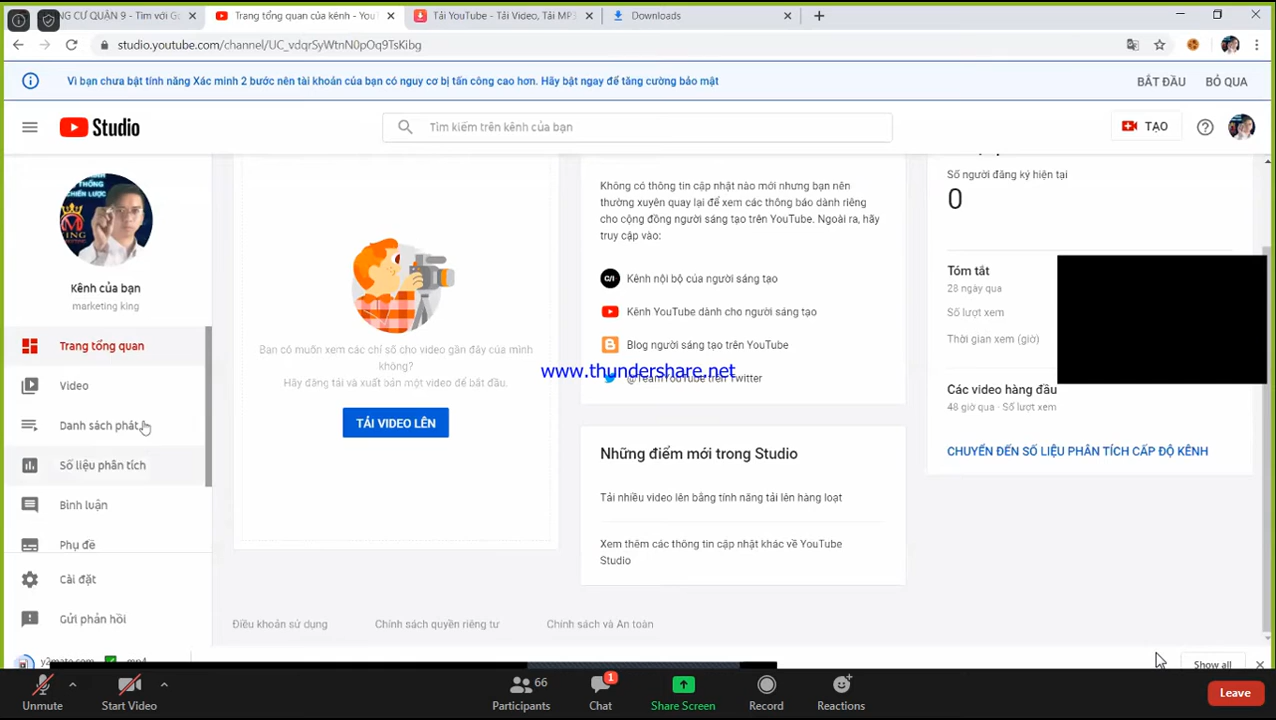 NG CƯ QUẬN 9 - Tìm với G
Trang tổng quan của kênh - You
Tải YouTube - Tải Video, Tải MP3
Downloads
studio.youtube.com/channel/UC_vdqrSyWtnN0pOq9TsKibg
Vì bạn chưa bật tính năng Xác minh 2 bước nên tài khoản của bạn có nguy cơ bị tấn công cao hơn. Hãy bật ngay để tăng cường bảo mật
BẮT ĐẦU
BỎ QUA
Studio
Tìm kiếm trên kênh của bạn
TẠO
THỐNG
CHIẾN LƯỢC
KING
Kênh của bạn
marketing king
Trang tổng quan
Video
Danh sách phát
Số liệu phân tích
Bình luận
Phụ đề
Cài đặt
Gửi phản hồi
Bạn có muốn xem các chỉ số cho video gần đây của mình
không?
Hãy đăng tải và xuất bản một video để bắt đầu.
TẢI VIDEO LÊN
Không có thông tin cập nhật nào mới nhưng bạn nên
thường xuyên quay lại để xem các thông báo dành riêng
cho cộng đồng người sáng tạo trên YouTube. Ngoài ra, hãy
truy cập vào:
Kênh nội bộ của người sáng tạo
Kênh YouTube dành cho người sáng tạo
Blog người sáng tạo trên YouTube
@TeamYouTube trên Twitter
www.thundershare.net
Những điểm mới trong Studio
Tải nhiều video lên bằng tính năng tải lên hàng loạt
Xem thêm các thông tin cập nhật khác về YouTube
Studio
Số người đăng ký hiện tại
0
Tóm tắt
28 ngày qua
Số lượt xem
Thời gian xem (giờ)
Các video hàng đầu
48 giờ qua · Số lượt xem
CHUYỂN ĐẾN SỐ LIỆU PHÂN TÍCH CẤP ĐỘ KÊNH
Điều khoản sử dụng
Chính sách quyền riêng tư
Chính sách và An toàn
y2mate.com
mp4
Show all
Unmute
Start Video
66
Participants
1
Chat
Share Screen
Record
Reactions
Leave